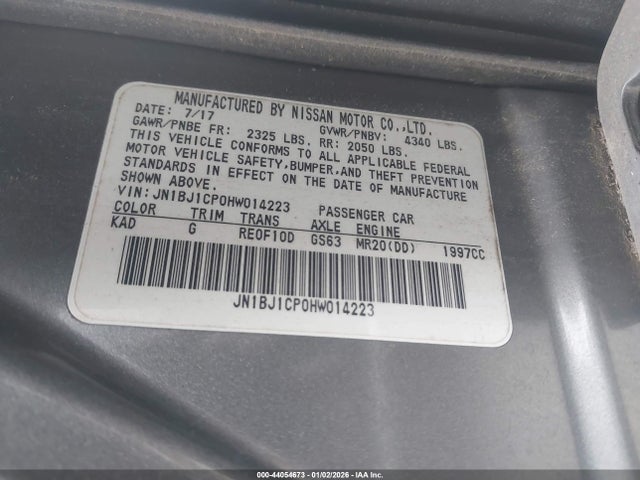 MANUFACTURED BY NISSAN MOTOR CO.,LTD.
DATE: 7/17 GVWR/PNBV: 4340 LBS.
GAWR/PNBE FR: 2325 LBS. RR: 2050 LBS.
THIS VEHICLE CONFORMS TO ALL APPLICABLE FEDERAL
MOTOR VEHICLE SAFETY,BUMPER,AND THEFT PREVENTION
STANDARDS IN EFFECT ON THE DATE OF MANUFACTURE
SHOWN ABOVE.
VIN: JN1BJ1CP0HW014223 PASSENGER CAR
COLOR TRIM TRANS AXLE ENGINE
KAD G RE0F10D GS63 MR20(DD) 1997CC
JN1BJ1CP0HW014223
000-44054673 - 01/02/2026 - IAA Inc.